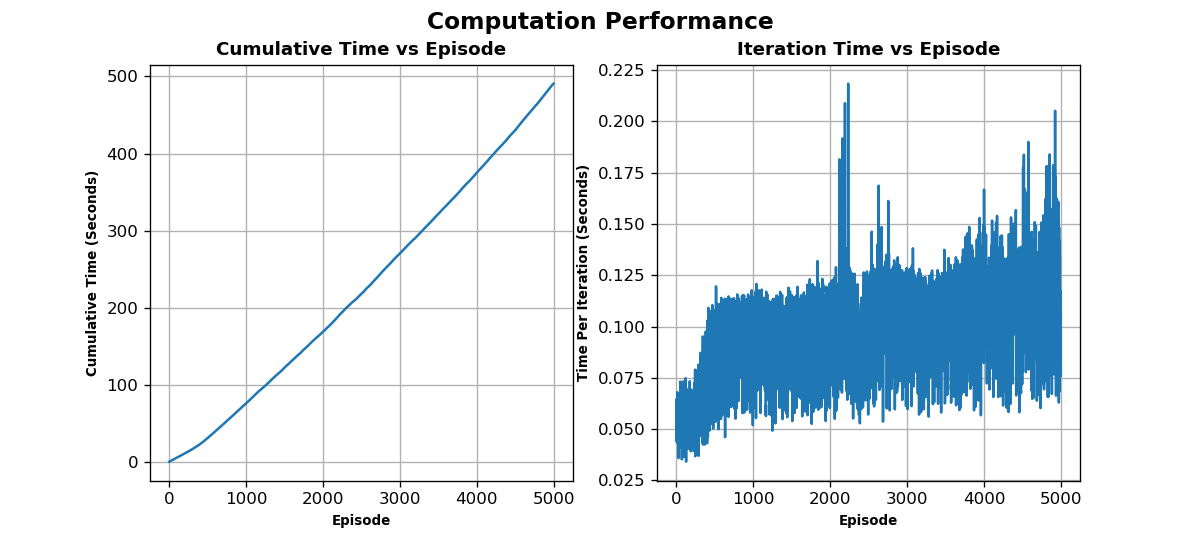 Computation Performance
Cumulative Time vs Episode
Iteration Time vs Episode
Cumulative Time (Seconds)
500
400
300
200
100
0
0 1000 2000 3000 4000 5000
Episode
Time Per Iteration (Seconds)
0.225
0.200
0.175
0.150
0.125
0.100
0.075
0.050
0.025
0 1000 2000 3000 4000 5000
Episode